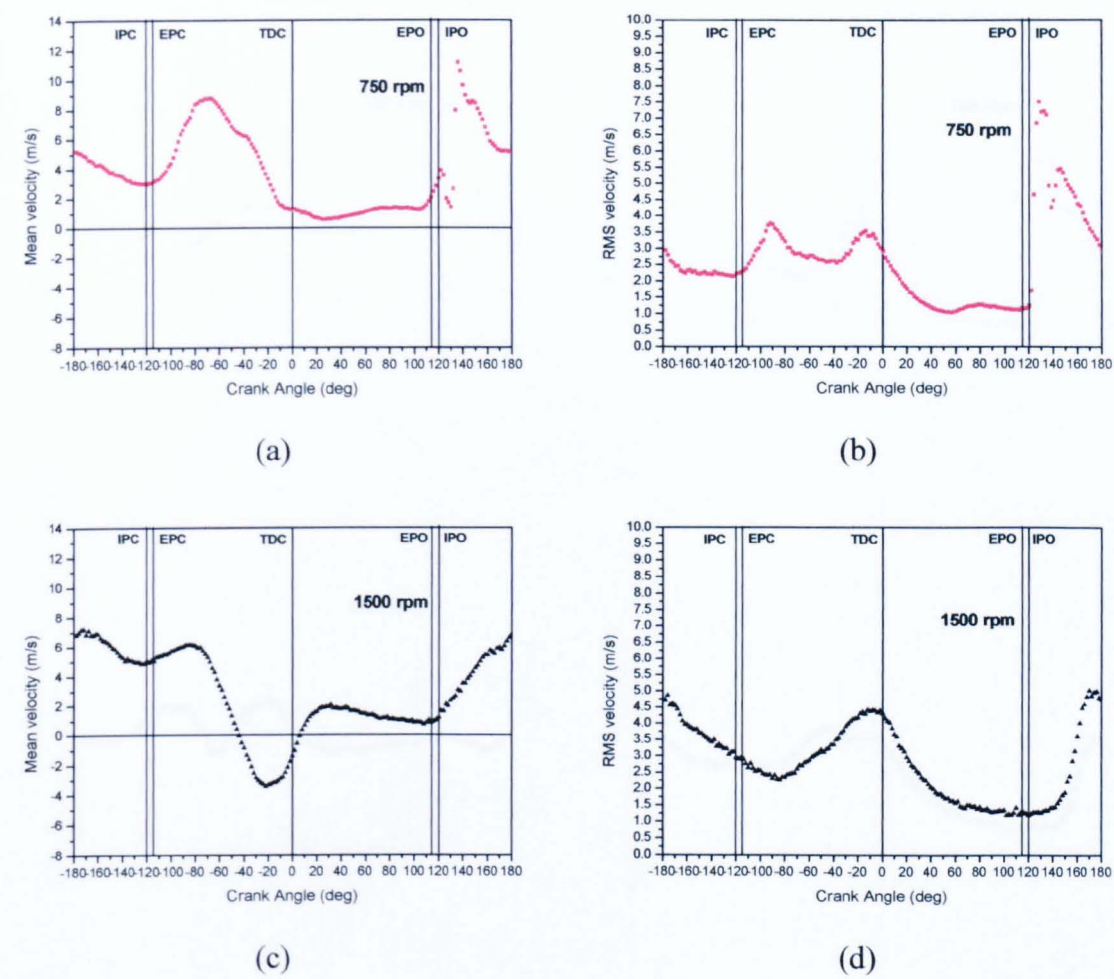 IPC EPC TDC EPO IPO
750 rpm
Mean velocity (m/s)
14
12
10
8
6
4
2
0
-2
-4
-6
-8
-180-160-140-120-100 -80 -60 -40 -20 0 20 40 60 80 100 120 140 160 180
Crank Angle (deg)
(a)
IPC EPC TDC EPO IPO
750 rpm
RMS velocity (m/s)
10.0
9.5
9.0
8.5
8.0
7.5
7.0
6.5
6.0
5.5
5.0
4.5
4.0
3.5
3.0
2.5
2.0
1.5
1.0
0.5
0.0
-180-160-140-120-100 -80 -60 -40 -20 0 20 40 60 80 100 120 140 160 180
Crank Angle (deg)
(b)
IPC EPC TDC EPO IPO
1500 rpm
Mean velocity (m/s)
14
12
10
8
6
4
2
0
-2
-4
-6
-8
-180-160-140-120-100 -80 -60 -40 -20 0 20 40 60 80 100 120 140 160 180
Crank Angle (deg)
(c)
IPC EPC TDC EPO IPO
1500 rpm
RMS velocity (m/s)
10.0
9.5
9.0
8.5
8.0
7.5
7.0
6.5
6.0
5.5
5.0
4.5
4.0
3.5
3.0
2.5
2.0
1.5
1.0
0.5
0.0
-180-160-140-120-100 -80 -60 -40 -20 0 20 40 60 80 100 120 140 160 180
Crank Angle (deg)
(d)